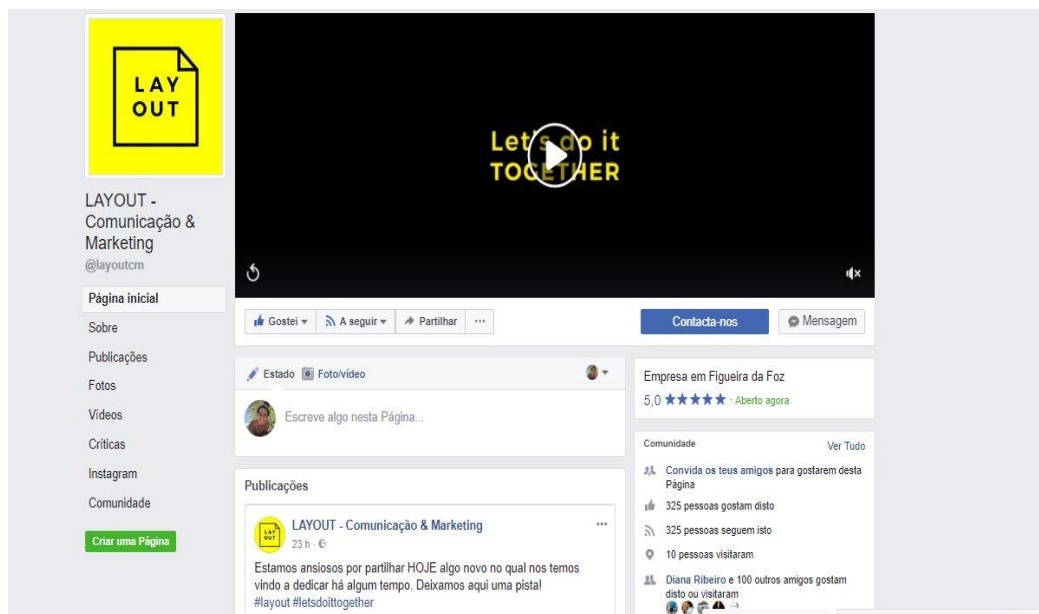 LAY
OUT
LAYOUT -
Comunicação &
Marketing
@layoutcm
Página inicial
Sobre
Publicações
Fotos
Vídeos
Críticas
Instagram
Comunidade
Criar uma Página
Let's do it
TOGETHER
Gostei
A seguir
Partilhar
Contacta-nos
Mensagem
Estado
Foto/vídeo
Escreve algo nesta Página...
Publicações
LAY
OUT
LAYOUT - Comunicação & Marketing
23 h ·
Estamos ansiosos por partilhar HOJE algo novo no qual nos temos
vindo a dedicar há algum tempo. Deixamos aqui uma pista!
#layout #letsdoittogether
Empresa em Figueira da Foz
5,0 ★★★★★ · Aberto agora
Comunidade
Ver Tudo
Convida os teus amigos para gostarem desta
Página
325 pessoas gostam disto
325 pessoas seguem isto
10 pessoas visitaram
Diana Ribeiro e 100 outros amigos gostam
disto ou visitaram